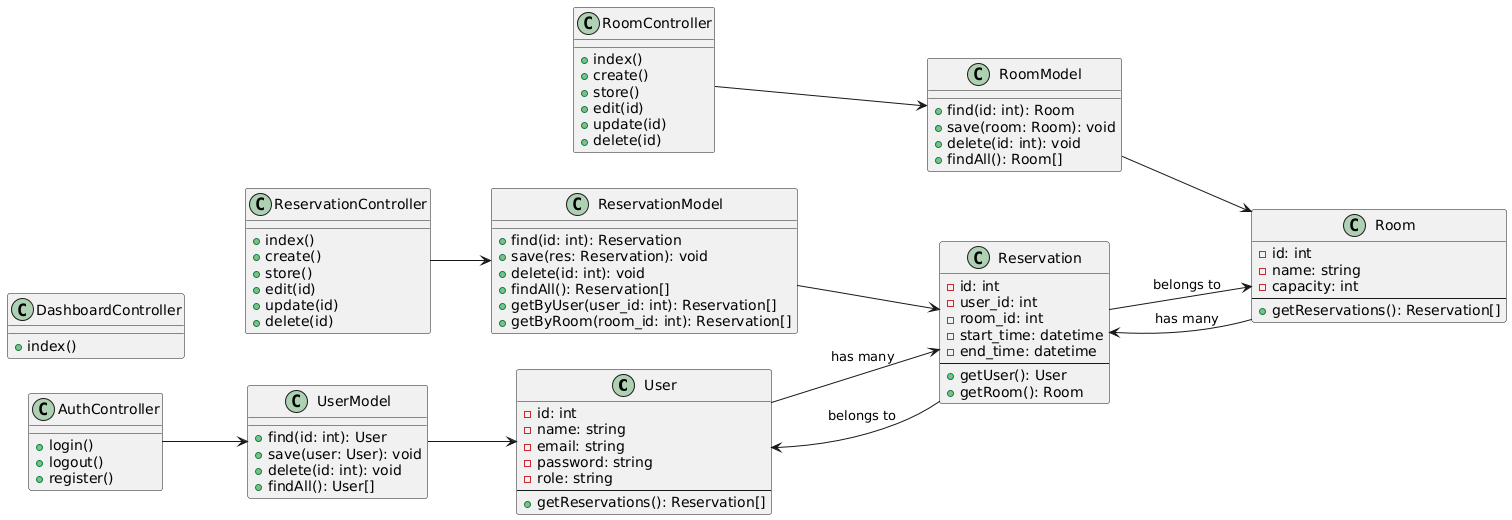 C RoomController
index()
create()
store()
edit(id)
update(id)
delete(id)
C RoomModel
find(id: int): Room
save(room: Room): void
delete(id: int): void
findAll(): Room[]
C ReservationController
index()
create()
store()
edit(id)
update(id)
delete(id)
C ReservationModel
find(id: int): Reservation
save(res: Reservation): void
delete(id: int): void
findAll(): Reservation[]
getByUser(user_id: int): Reservation[]
getByRoom(room_id: int): Reservation[]
C Reservation
id: int
user_id: int
room_id: int
start_time: datetime
end_time: datetime
getUser(): User
getRoom(): Room
belongs to
has many
C Room
id: int
name: string
capacity: int
getReservations(): Reservation[]
C DashboardController
index()
C AuthController
login()
logout()
register()
C UserModel
find(id: int): User
save(user: User): void
delete(id: int): void
findAll(): User[]
C User
id: int
name: string
email: string
password: string
role: string
getReservations(): Reservation[]
has many
belongs to